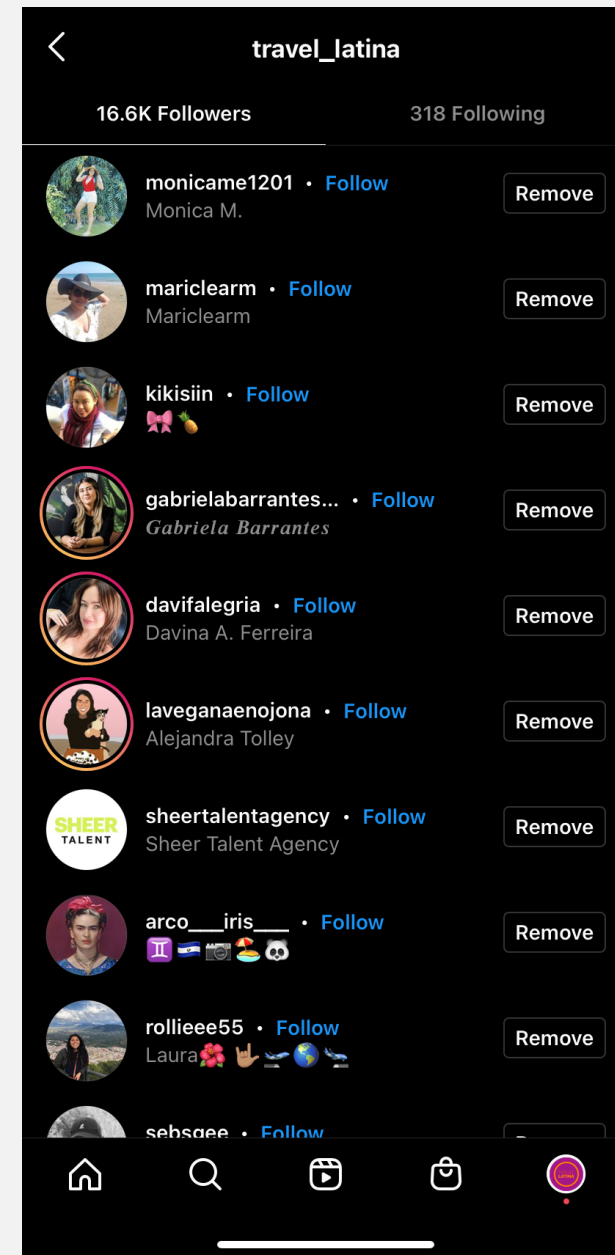 travel_latina
16.6K Followers
318 Following
monicame1201 • Follow
Monica M.
Remove
mariclearm • Follow
Mariclearm
Remove
kikisiin • Follow
🎀🍍
Remove
gabrielabarrantes... • Follow
Gabriela Barrantes
Remove
davifalegria • Follow
Davina A. Ferreira
Remove
laveganaenojona • Follow
Alejandra Tolley
Remove
SHEER
TALENT
sheertalentagency • Follow
Sheer Talent Agency
Remove
arco___iris___ • Follow
♊🇸🇻📷🏖️🐼
Remove
rollieee55 • Follow
Laura🌺🤟🏽🛫🌎🛬
Remove
sebsgee • Follow
LATINA